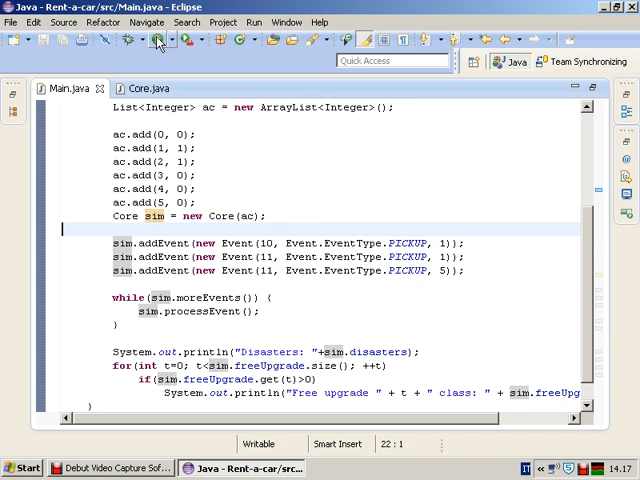 Java - Rent-a-car/src/Main.java - Eclipse
File Edit Source Refactor Navigate Search Project Run Window Help
Quick Access
Java
Team Synchronizing
Main.java
Core.java
List<Integer> ac = new ArrayList<Integer>();
ac.add(0, 0);
ac.add(1, 1);
ac.add(2, 1);
ac.add(3, 0);
ac.add(4, 0);
ac.add(5, 0);
Core sim = new Core(ac);
sim.addEvent(new Event(10, Event.EventType.PICKUP, 1));
sim.addEvent(new Event(11, Event.EventType.PICKUP, 1));
sim.addEvent(new Event(11, Event.EventType.PICKUP, 5));
while(sim.moreEvents()) {
sim.processEvent();
}
System.out.println("Disasters: "+sim.disasters);
for(int t=0; t<sim.freeUpgrade.size(); ++t)
if(sim.freeUpgrade.get(t)>0)
System.out.println("Free upgrade " + t + " class: " + sim.freeUpg
}
Writable
Smart Insert
22 : 1
Start
Debut Video Capture Sof...
Java - Rent-a-car/src...
IT
14.17